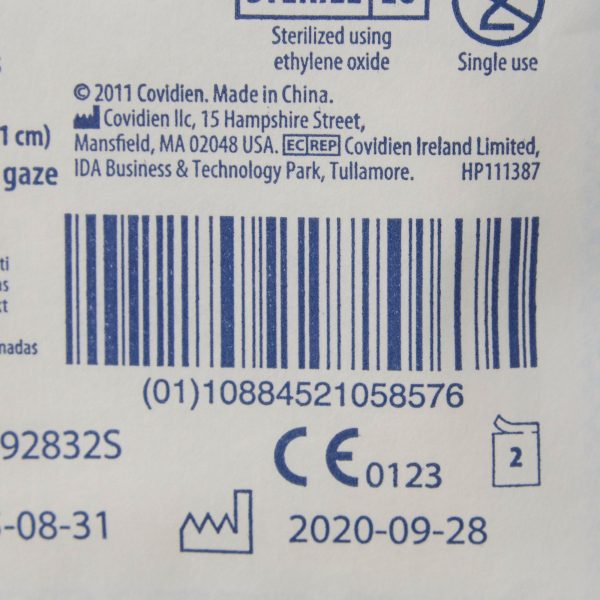 Sterilized using
ethylene oxide
Single use
© 2011 Covidien. Made in China.
Covidien llc, 15 Hampshire Street,
Mansfield, MA 02048 USA. EC REP Covidien Ireland Limited,
IDA Business & Technology Park, Tullamore. HP111387
1 cm)
gaze
(01)10884521058576
92832S
CE 0123
2
-08-31
2020-09-28